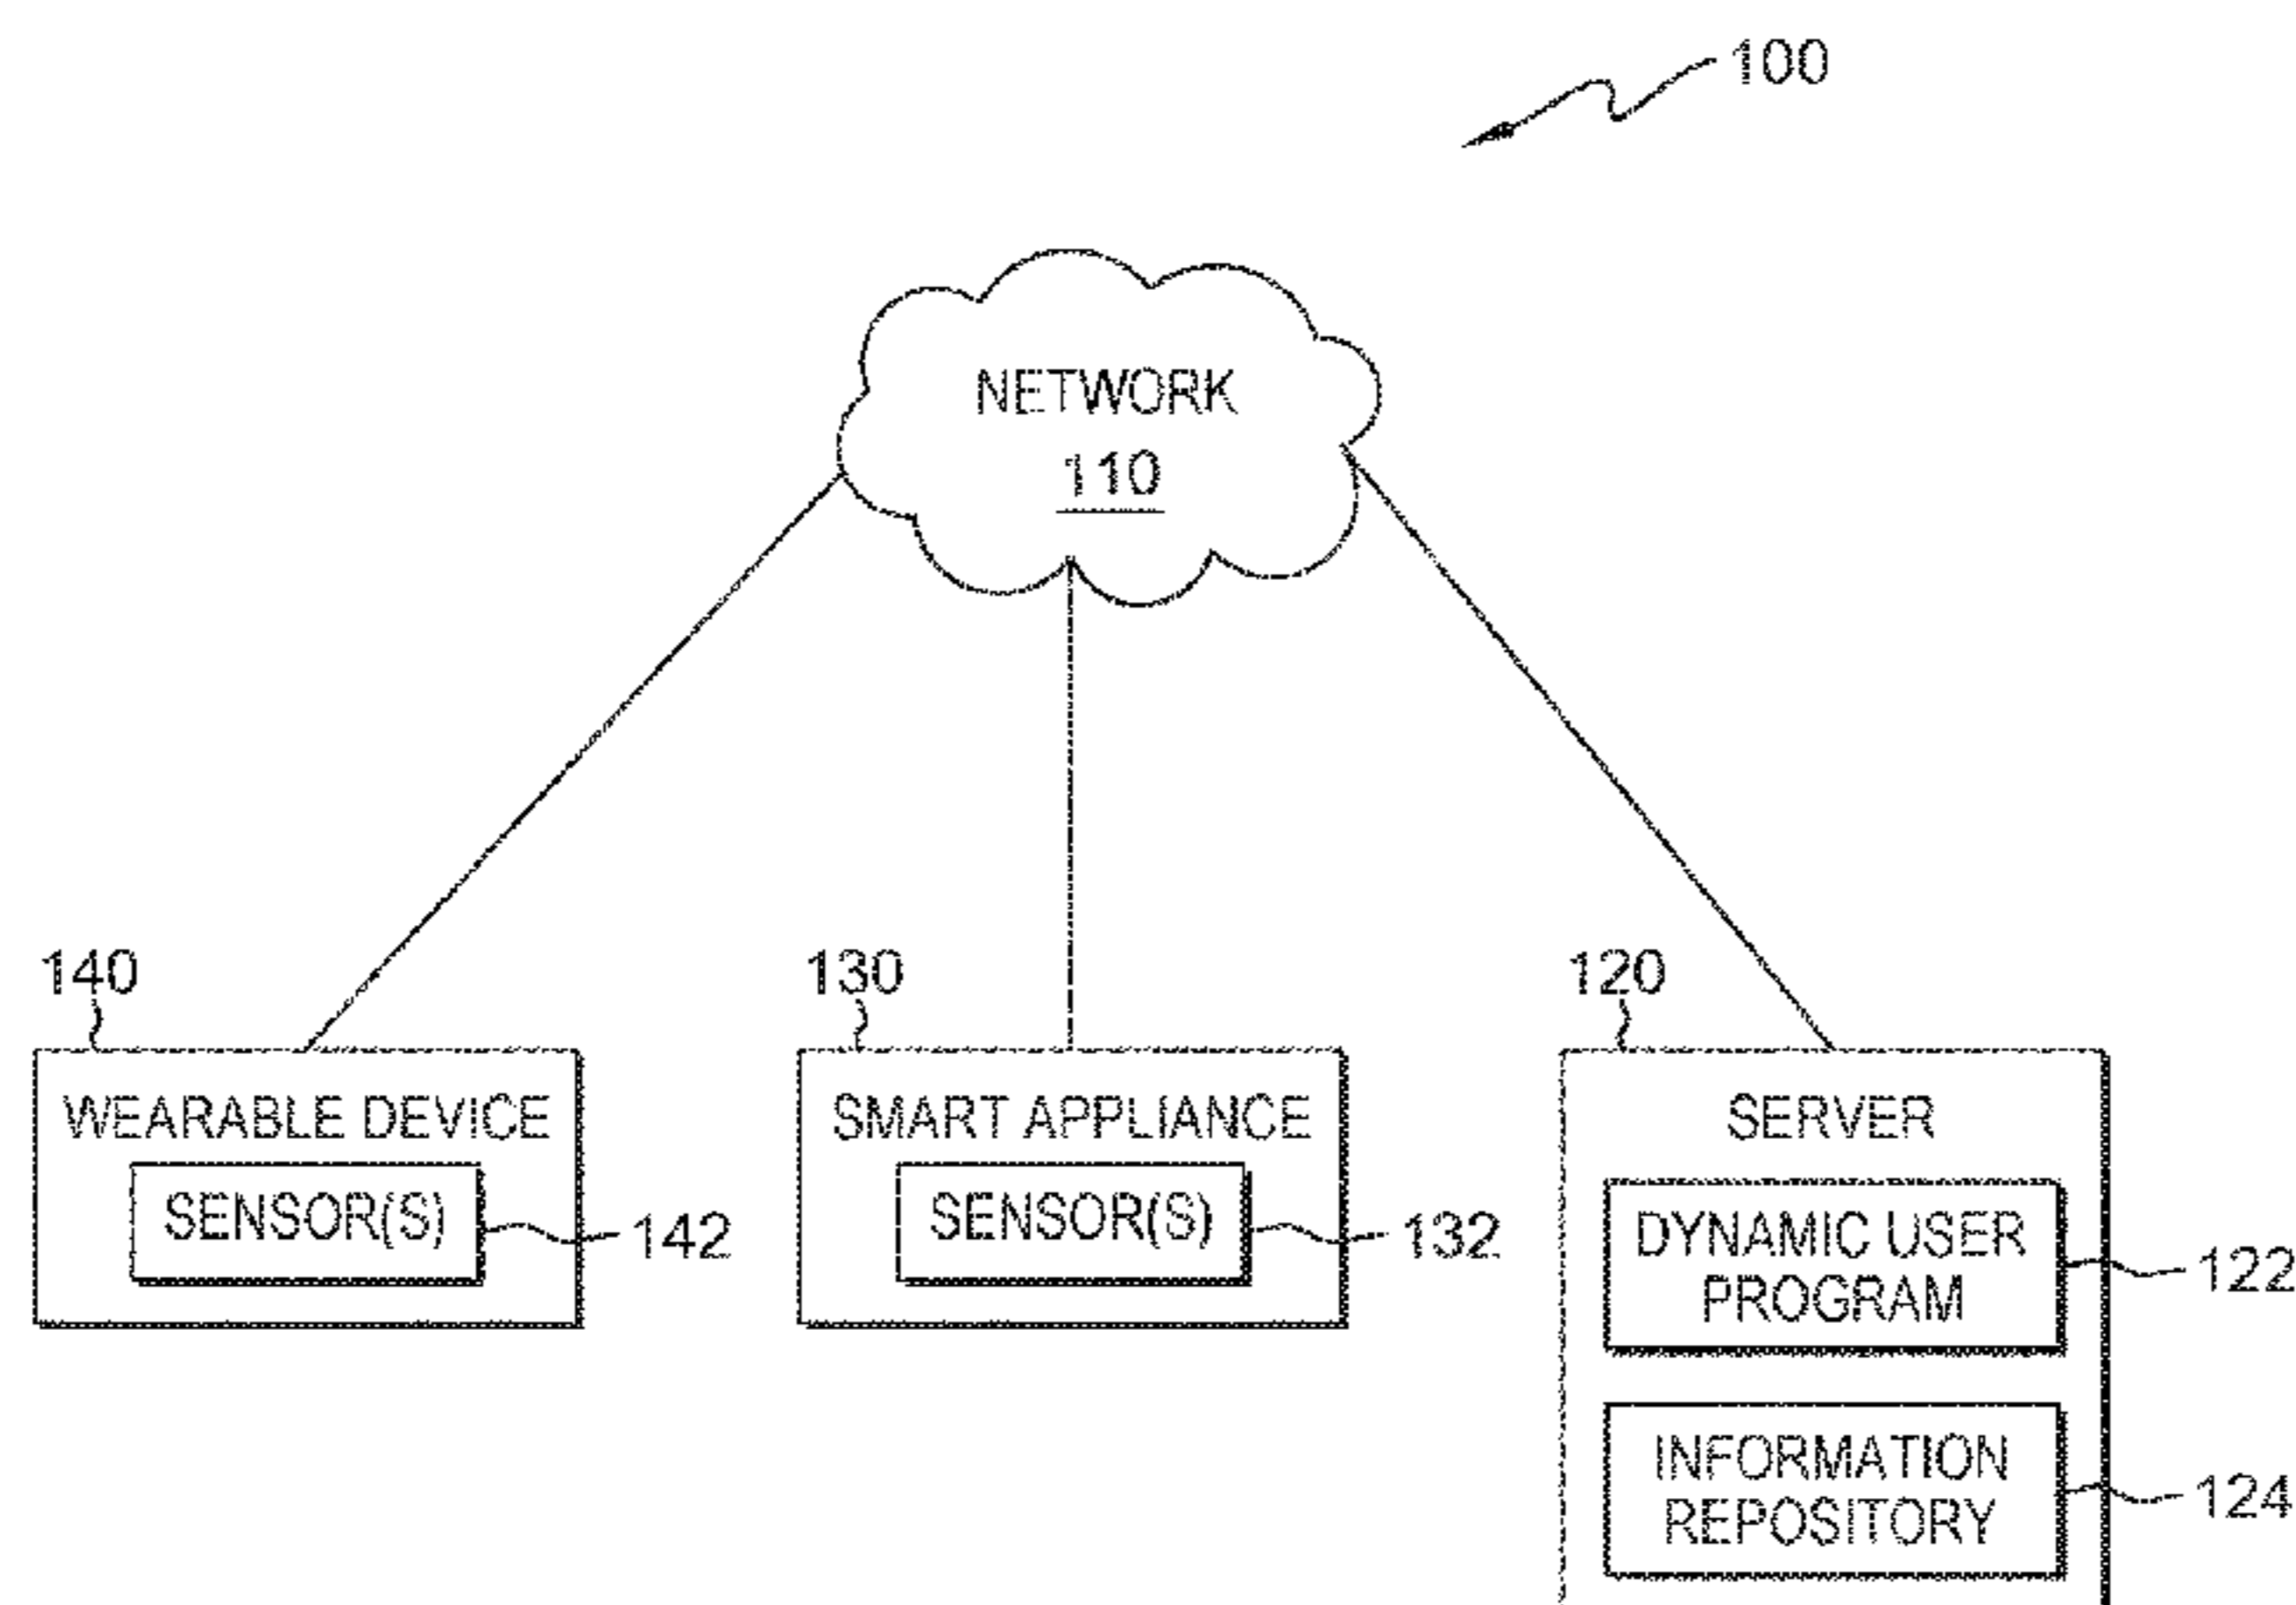 100
NETWORK
110
140
130
120
WEARABLE DEVICE
SMART APPLIANCE
SERVER
SENSOR(S)
142
SENSOR(S)
132
DYNAMIC USER
PROGRAM
122
INFORMATION
REPOSITORY
124